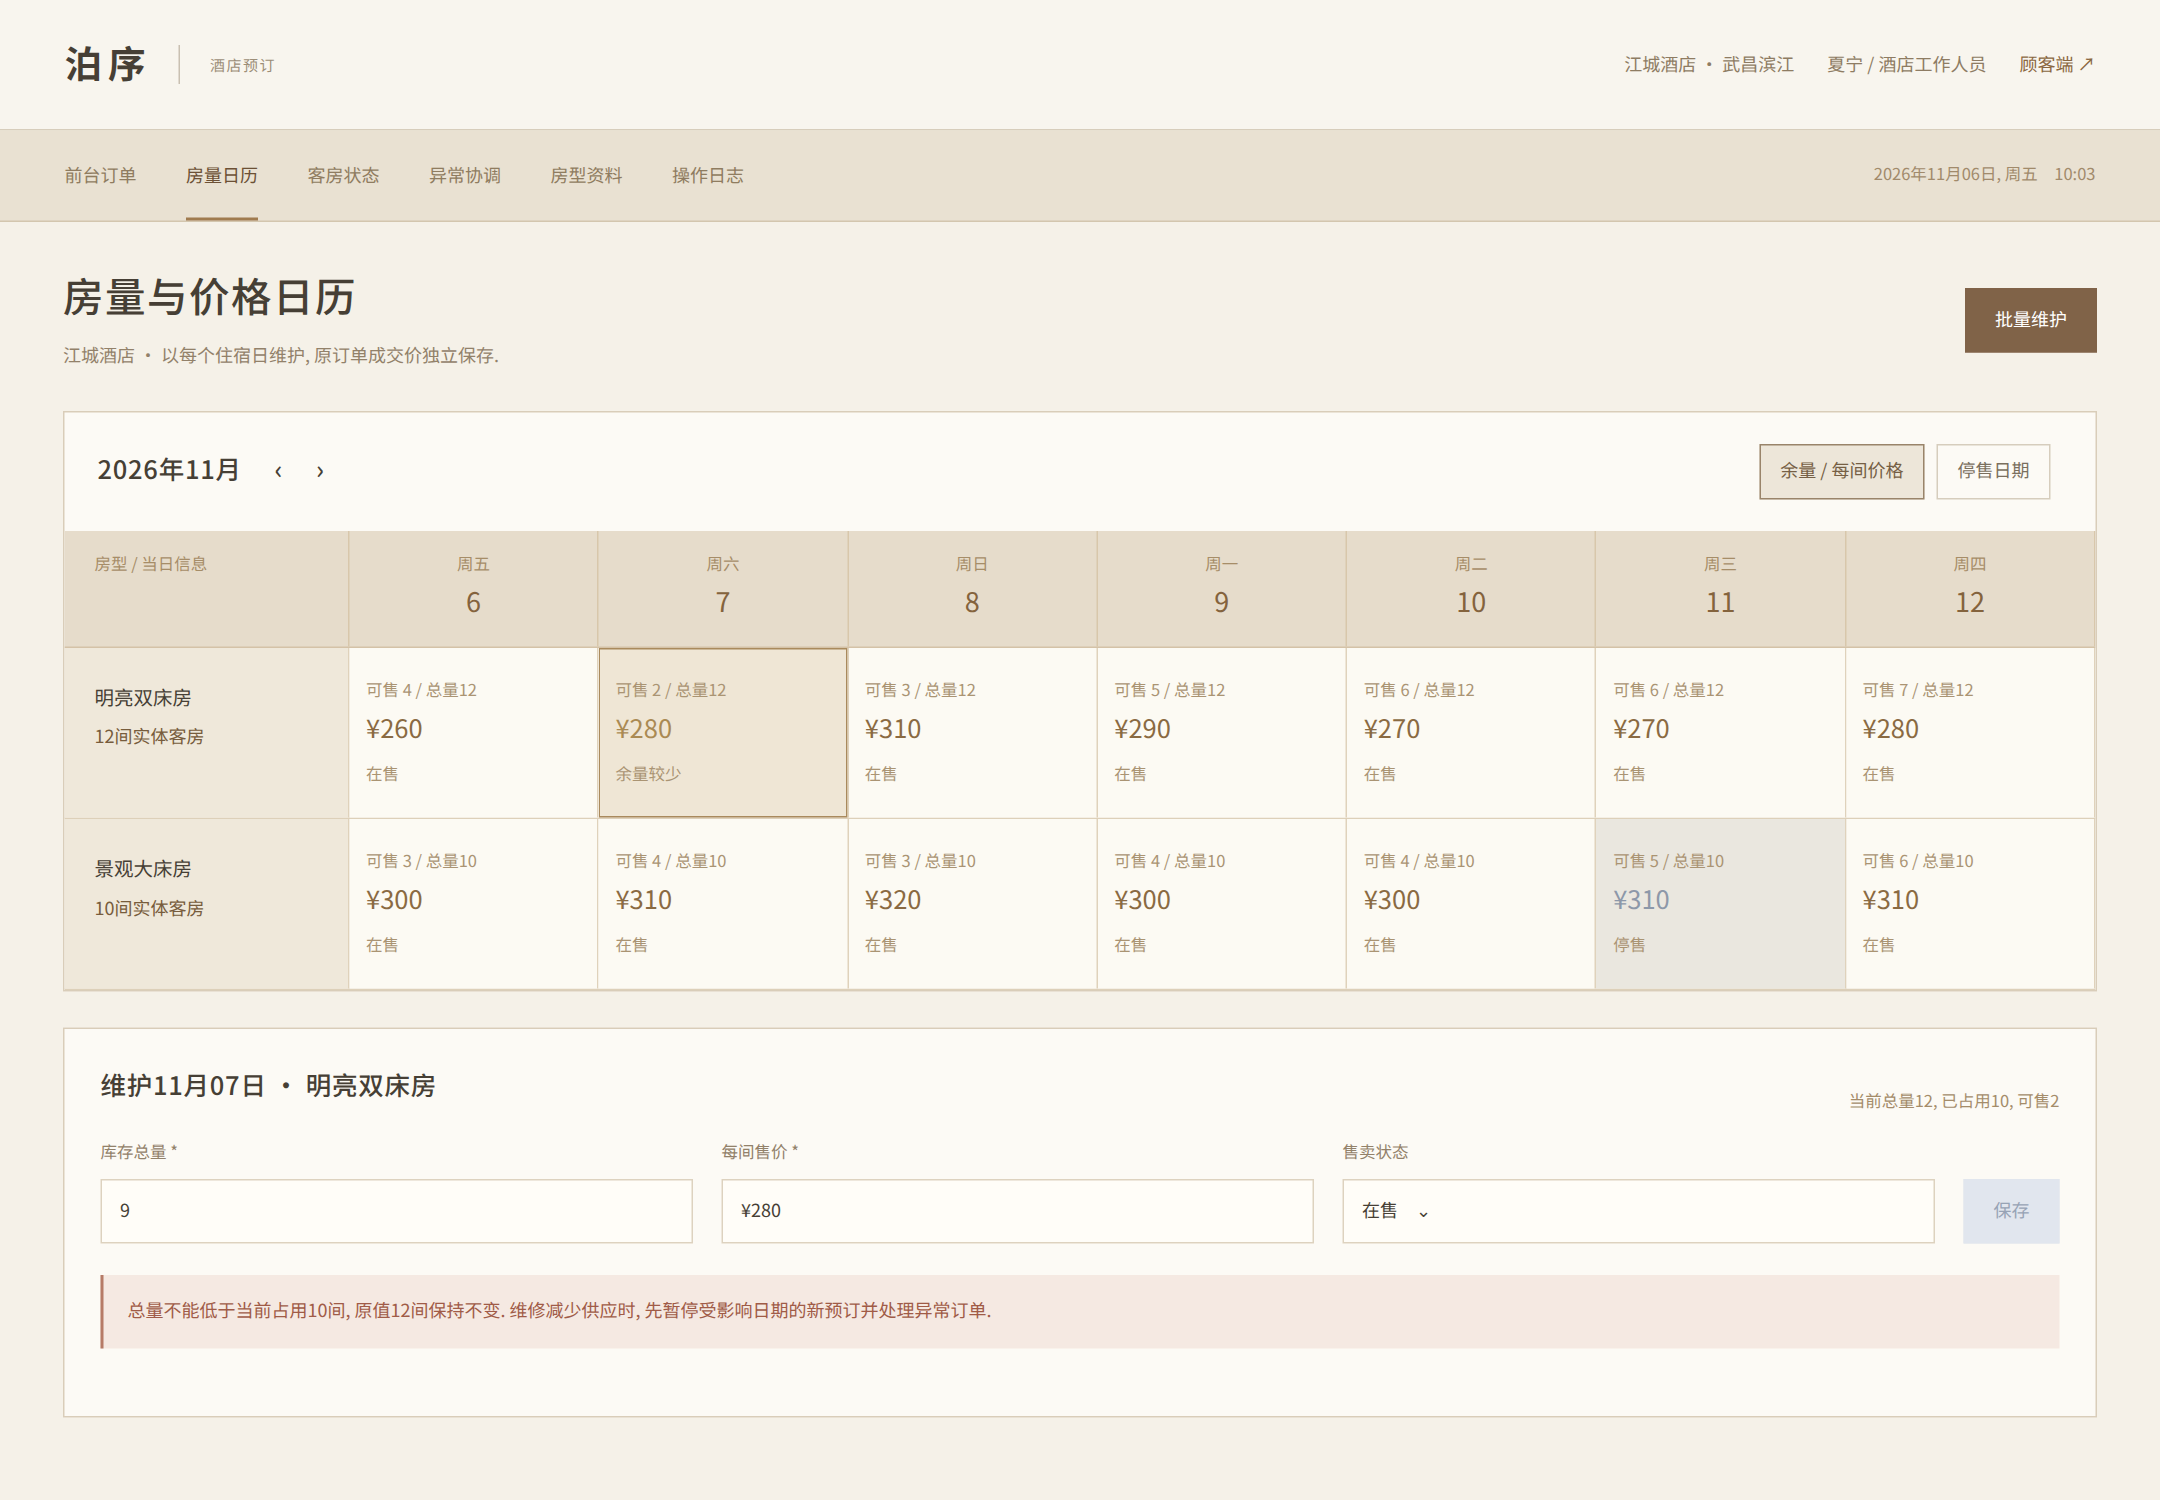 泊序
酒店预订
江城酒店 · 武昌滨江 夏宁 / 酒店工作人员 顾客端 ↗
前台订单 房量日历 客房状态 异常协调 房型资料 操作日志
2026年11月06日, 周五 10:03
房量与价格日历
江城酒店 · 以每个住宿日维护, 原订单成交价独立保存.
批量维护
2026年11月 ‹ ›
余量 / 每间价格 停售日期
房型 / 当日信息 周五 周六 周日 周一 周二 周三 周四
6 7 8 9 10 11 12
明亮双床房
12间实体客房
可售 4 / 总量12 可售 2 / 总量12 可售 3 / 总量12 可售 5 / 总量12 可售 6 / 总量12 可售 6 / 总量12 可售 7 / 总量12
¥260 ¥280 ¥310 ¥290 ¥270 ¥270 ¥280
在售 余量较少 在售 在售 在售 在售 在售
景观大床房
10间实体客房
可售 3 / 总量10 可售 4 / 总量10 可售 3 / 总量10 可售 4 / 总量10 可售 4 / 总量10 可售 5 / 总量10 可售 6 / 总量10
¥300 ¥310 ¥320 ¥300 ¥300 ¥310 ¥310
在售 在售 在售 在售 在售 停售 在售
维护11月07日 · 明亮双床房
当前总量12, 已占用10, 可售2
库存总量 * 每间售价 * 售卖状态
9 ¥280 在售 ⌄ 保存
总量不能低于当前占用10间, 原值12间保持不变. 维修减少供应时, 先暂停受影响日期的新预订并处理异常订单.